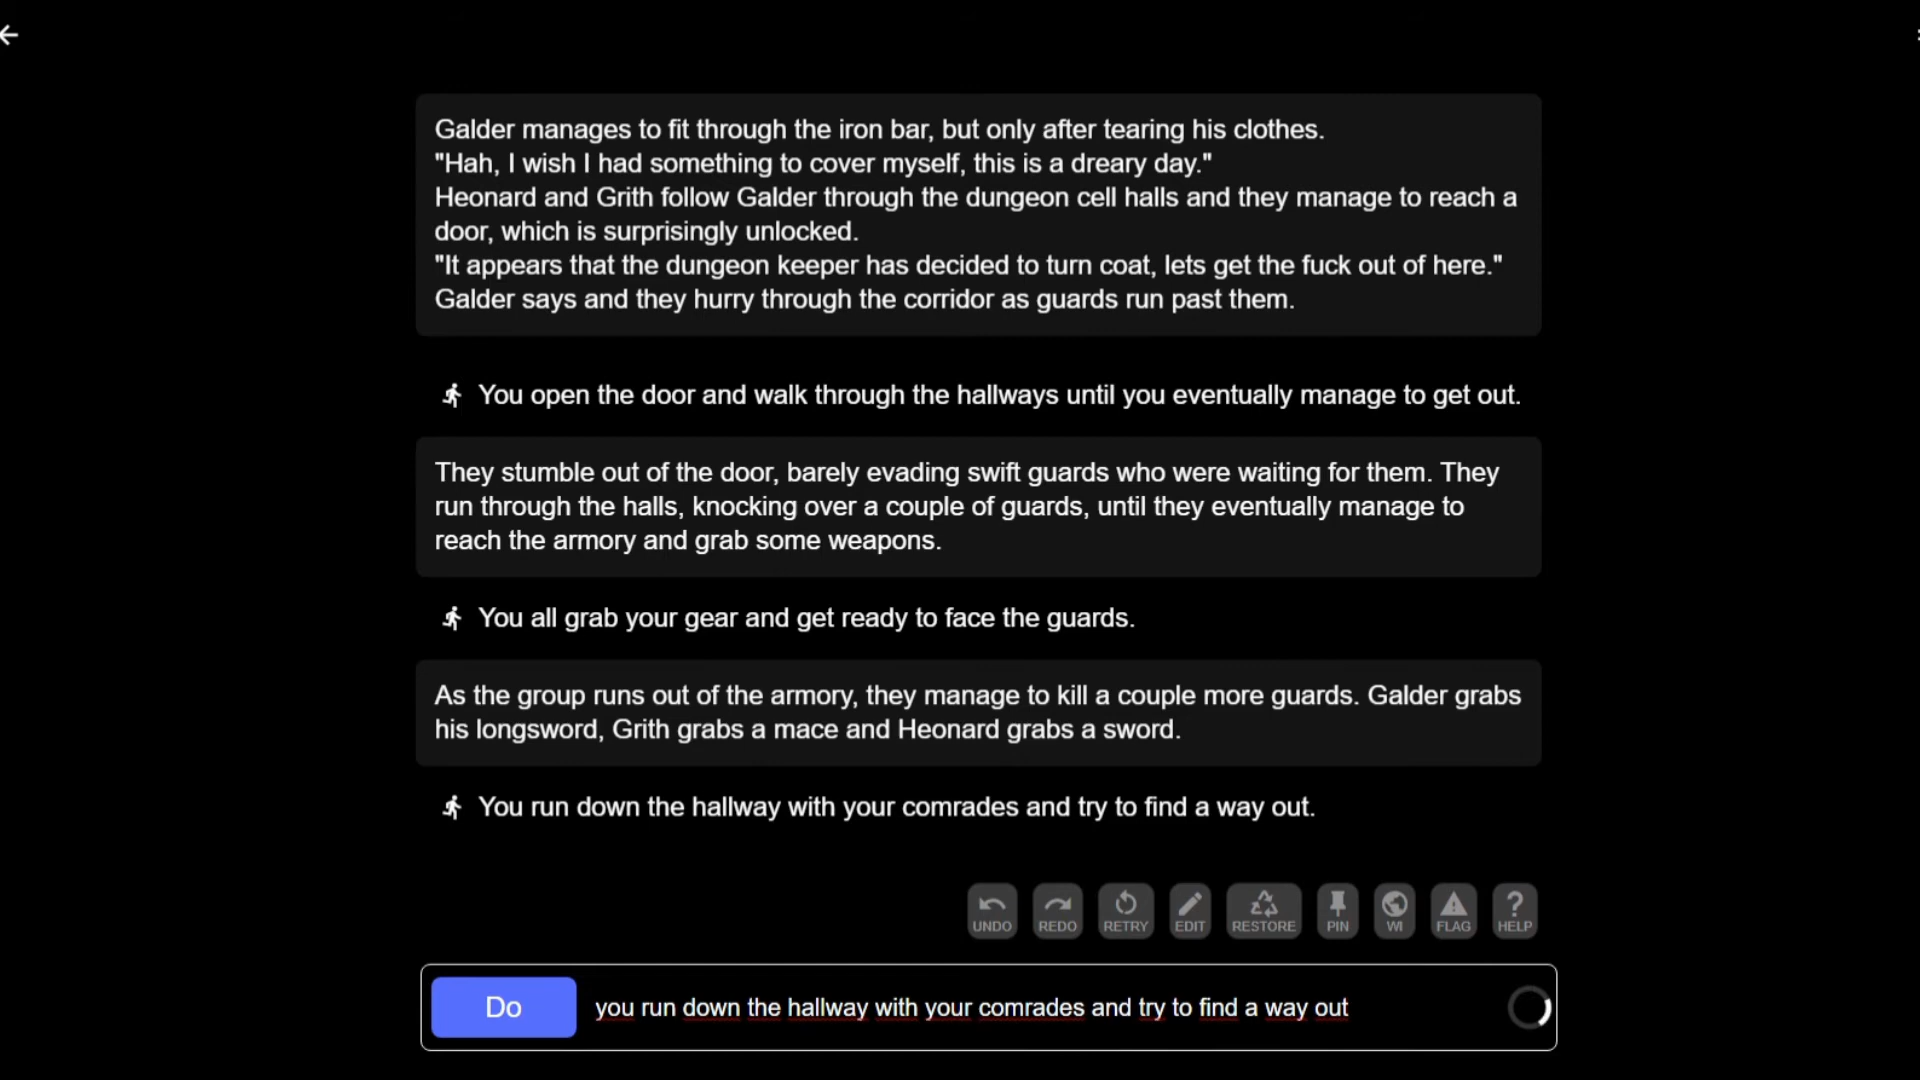 Galder manages to fit through the iron bar, but only after tearing his clothes.
"Hah, I wish I had something to cover myself, this is a dreary day."
Heonard and Grith follow Galder through the dungeon cell halls and they manage to reach a
door, which is surprisingly unlocked.
"It appears that the dungeon keeper has decided to turn coat, lets get the fuck out of here."
Galder says and they hurry through the corridor as guards run past them.
You open the door and walk through the hallways until you eventually manage to get out.
They stumble out of the door, barely evading swift guards who were waiting for them. They
run through the halls, knocking over a couple of guards, until they eventually manage to
reach the armory and grab some weapons.
You all grab your gear and get ready to face the guards.
As the group runs out of the armory, they manage to kill a couple more guards. Galder grabs
his longsword, Grith grabs a mace and Heonard grabs a sword.
You run down the hallway with your comrades and try to find a way out.
UNDO REDO RETRY EDIT RESTORE PIN WI FLAG HELP
Do you run down the hallway with your comrades and try to find a way out